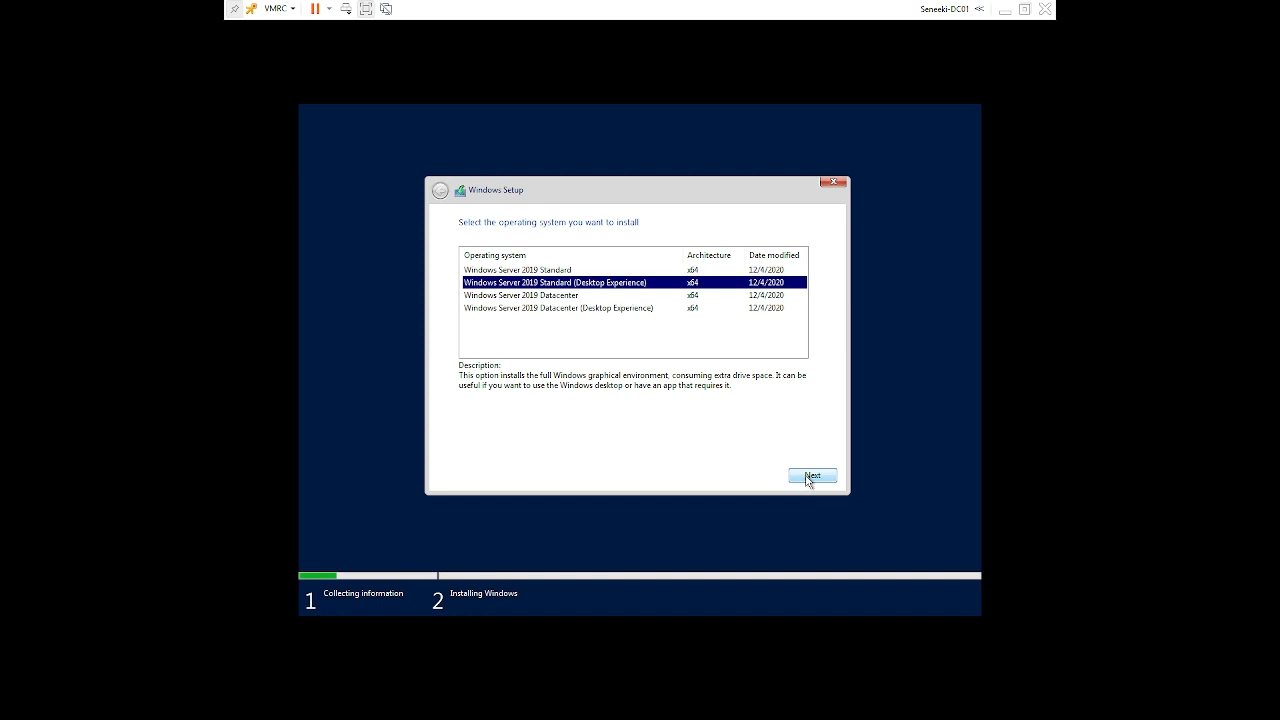 VMRC
Seneeki-DC01
Windows Setup
Select the operating system you want to install
Operating system Architecture Date modified
Windows Server 2019 Standard x64 12/4/2020
Windows Server 2019 Standard (Desktop Experience) x64 12/4/2020
Windows Server 2019 Datacenter x64 12/4/2020
Windows Server 2019 Datacenter (Desktop Experience) x64 12/4/2020
Description:
This option installs the full Windows graphical environment, consuming extra drive space. It can be
useful if you want to use the Windows desktop or have an app that requires it.
Next
1 Collecting information 2 Installing Windows